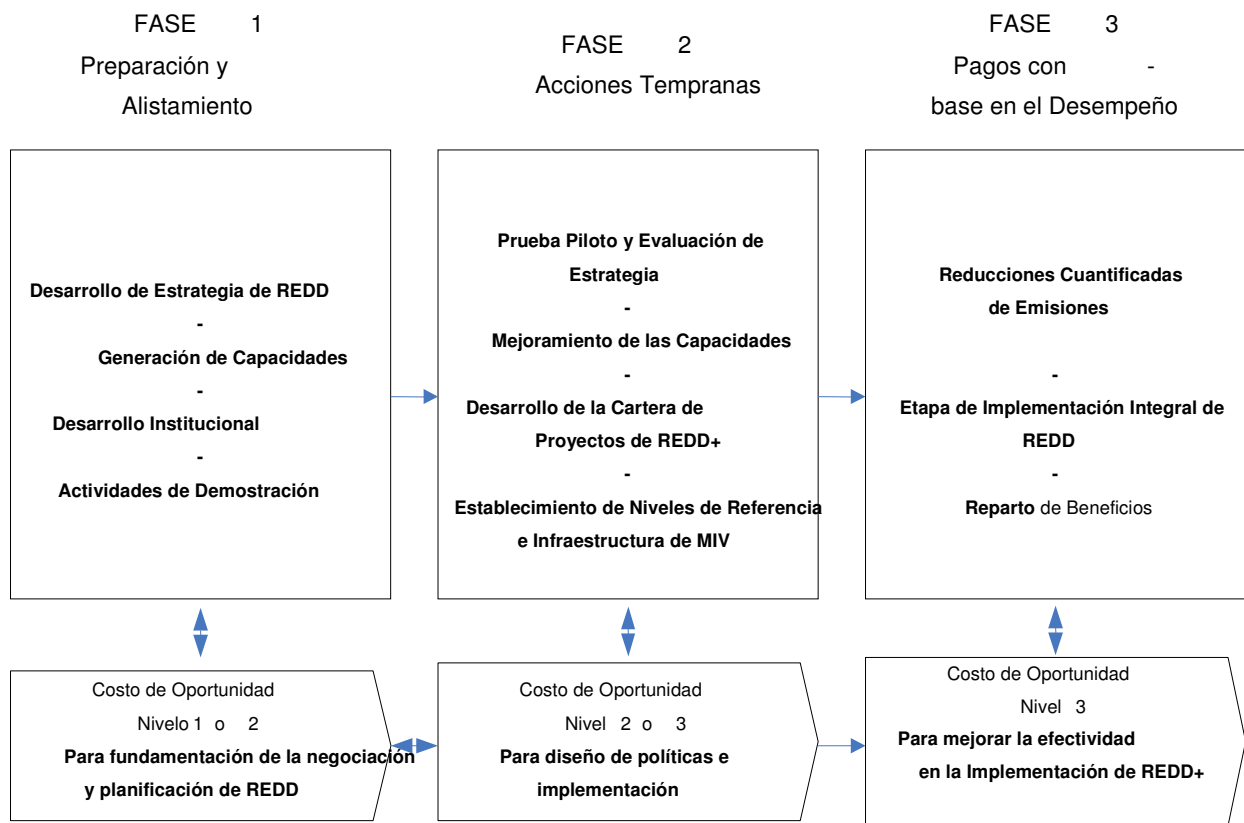 FASE 1
Preparación y
Alistamiento
FASE 2
Acciones Tempranas
FASE 3
Pagos con -
base en el Desempeño
Desarrollo de Estrategia de REDD
-
Generación de Capacidades
-
Desarrollo Institucional
-
Actividades de Demostración
Prueba Piloto y Evaluación de
Estrategia
-
Mejoramiento de las Capacidades
-
Desarrollo de la Cartera de
Proyectos de REDD+
-
Establecimiento de Niveles de Referencia
e Infraestructura de MIV
Reducciones Cuantificadas
de Emisiones
-
Etapa de Implementación Integral de
REDD
-
Reparto de Beneficios
Costo de Oportunidad
Nivelo 1 o 2
Para fundamentación de la negociación
y planificación de REDD
Costo de Oportunidad
Nivel 2 o 3
Para diseño de políticas e
implementación
Costo de Oportunidad
Nivel 3
Para mejorar la efectividad
en la Implementación de REDD+